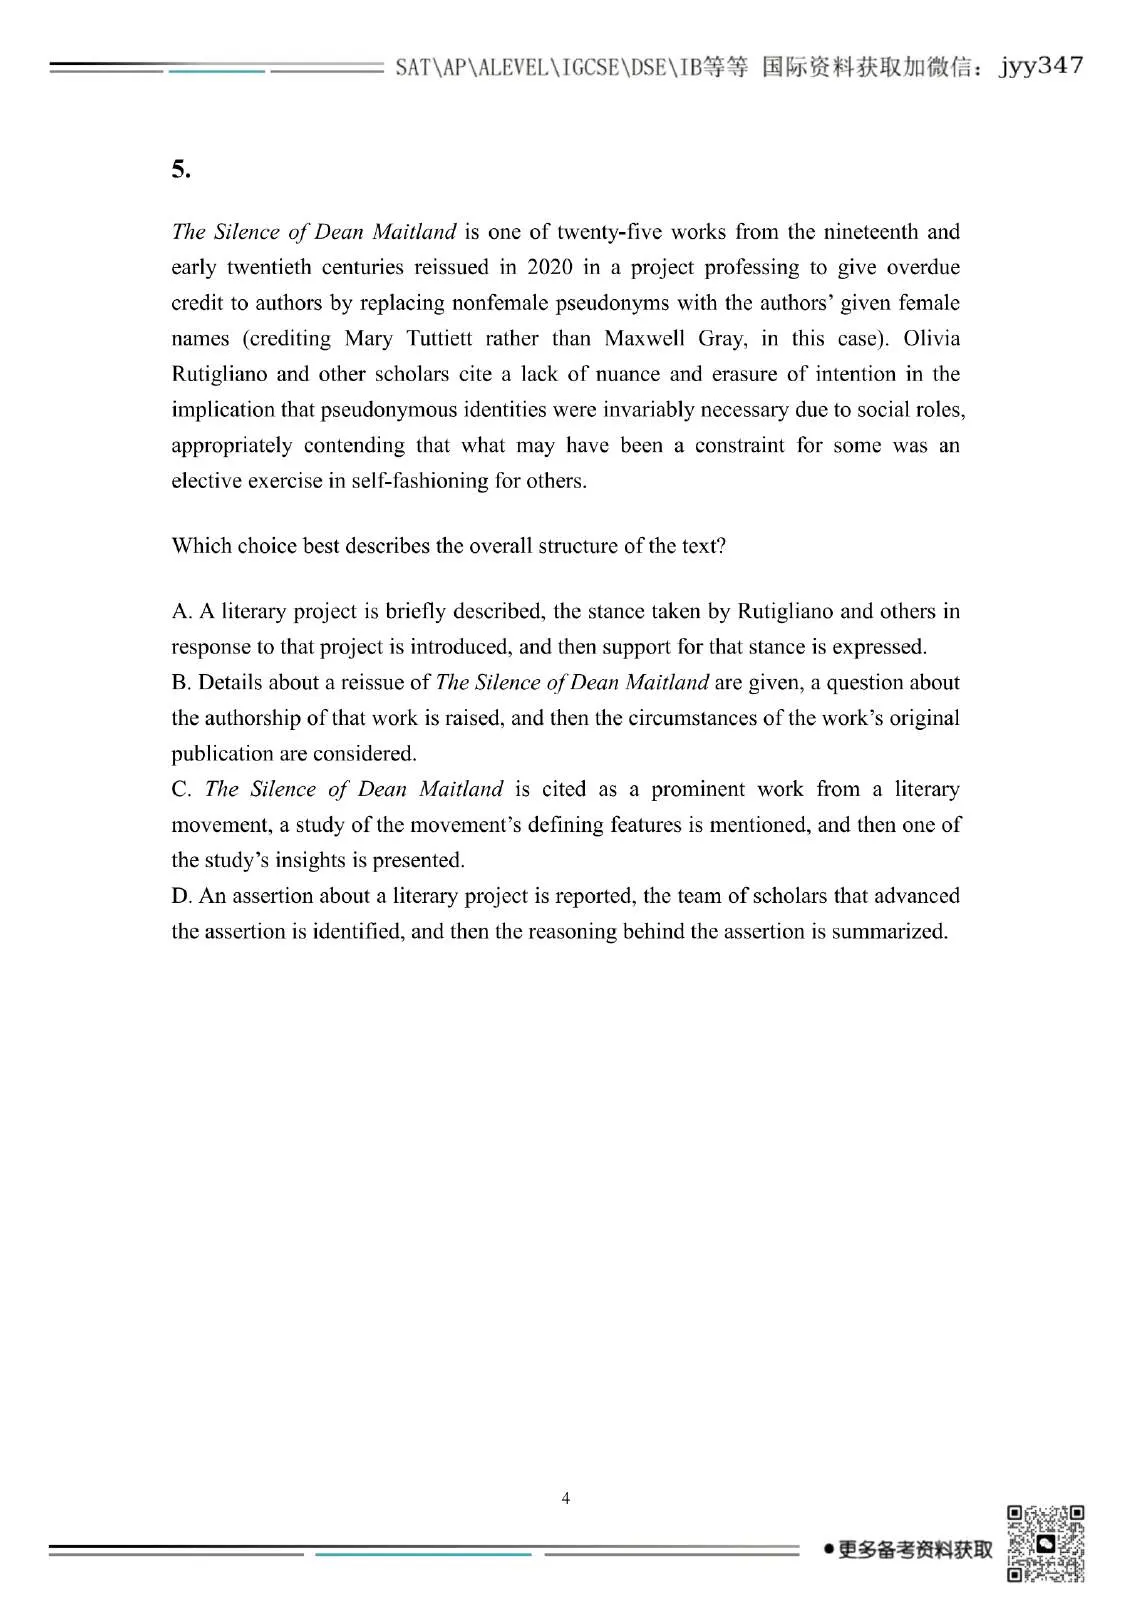 SAT\AP\ALEVEL\IGCSE\DSE\IB等等 国际资料获取加微信： jyy347
5.
The Silence of Dean Maitland is one of twenty-five works from the nineteenth and
early twentieth centuries reissued in 2020 in a project professing to give overdue
credit to authors by replacing nonfemale pseudonyms with the authors’ given female
names (crediting Mary Tuttiett rather than Maxwell Gray, in this case). Olivia
Rutigliano and other scholars cite a lack of nuance and erasure of intention in the
implication that pseudonymous identities were invariably necessary due to social roles,
appropriately contending that what may have been a constraint for some was an
elective exercise in self-fashioning for others.
Which choice best describes the overall structure of the text?
A. A literary project is briefly described, the stance taken by Rutigliano and others in
response to that project is introduced, and then support for that stance is expressed.
B. Details about a reissue of The Silence of Dean Maitland are given, a question about
the authorship of that work is raised, and then the circumstances of the work’s original
publication are considered.
C. The Silence of Dean Maitland is cited as a prominent work from a literary
movement, a study of the movement’s defining features is mentioned, and then one of
the study’s insights is presented.
D. An assertion about a literary project is reported, the team of scholars that advanced
the assertion is identified, and then the reasoning behind the assertion is summarized.
4
●更多备考资料获取